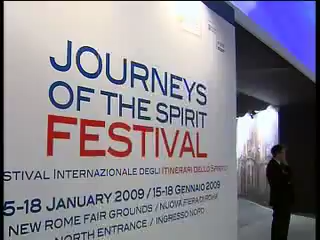 JOURNEYS
OF THE SPIRIT
FESTIVAL
STIVAL INTERNAZIONALE DEGLI ITINERARI DELLO SPIRITO
5-18 JANUARY 2009 / 15-18 GENNAIO 2009
NEW ROME FAIR GROUNDS / NUOVA FIERA DI ROMA
NORTH ENTRANCE / INGRESSO NORD